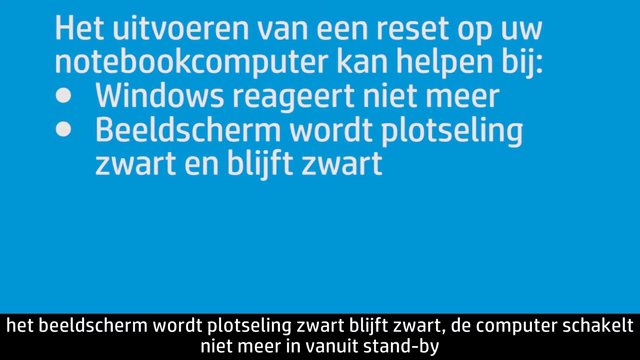 Het uitvoeren van een reset op uw
notebookcomputer kan helpen bij:
• Windows reageert niet meer
• Beeldscherm wordt plotseling
zwart en blijft zwart
het beeldscherm wordt plotseling zwart blijft zwart, de computer schakelt
niet meer in vanuit stand-by